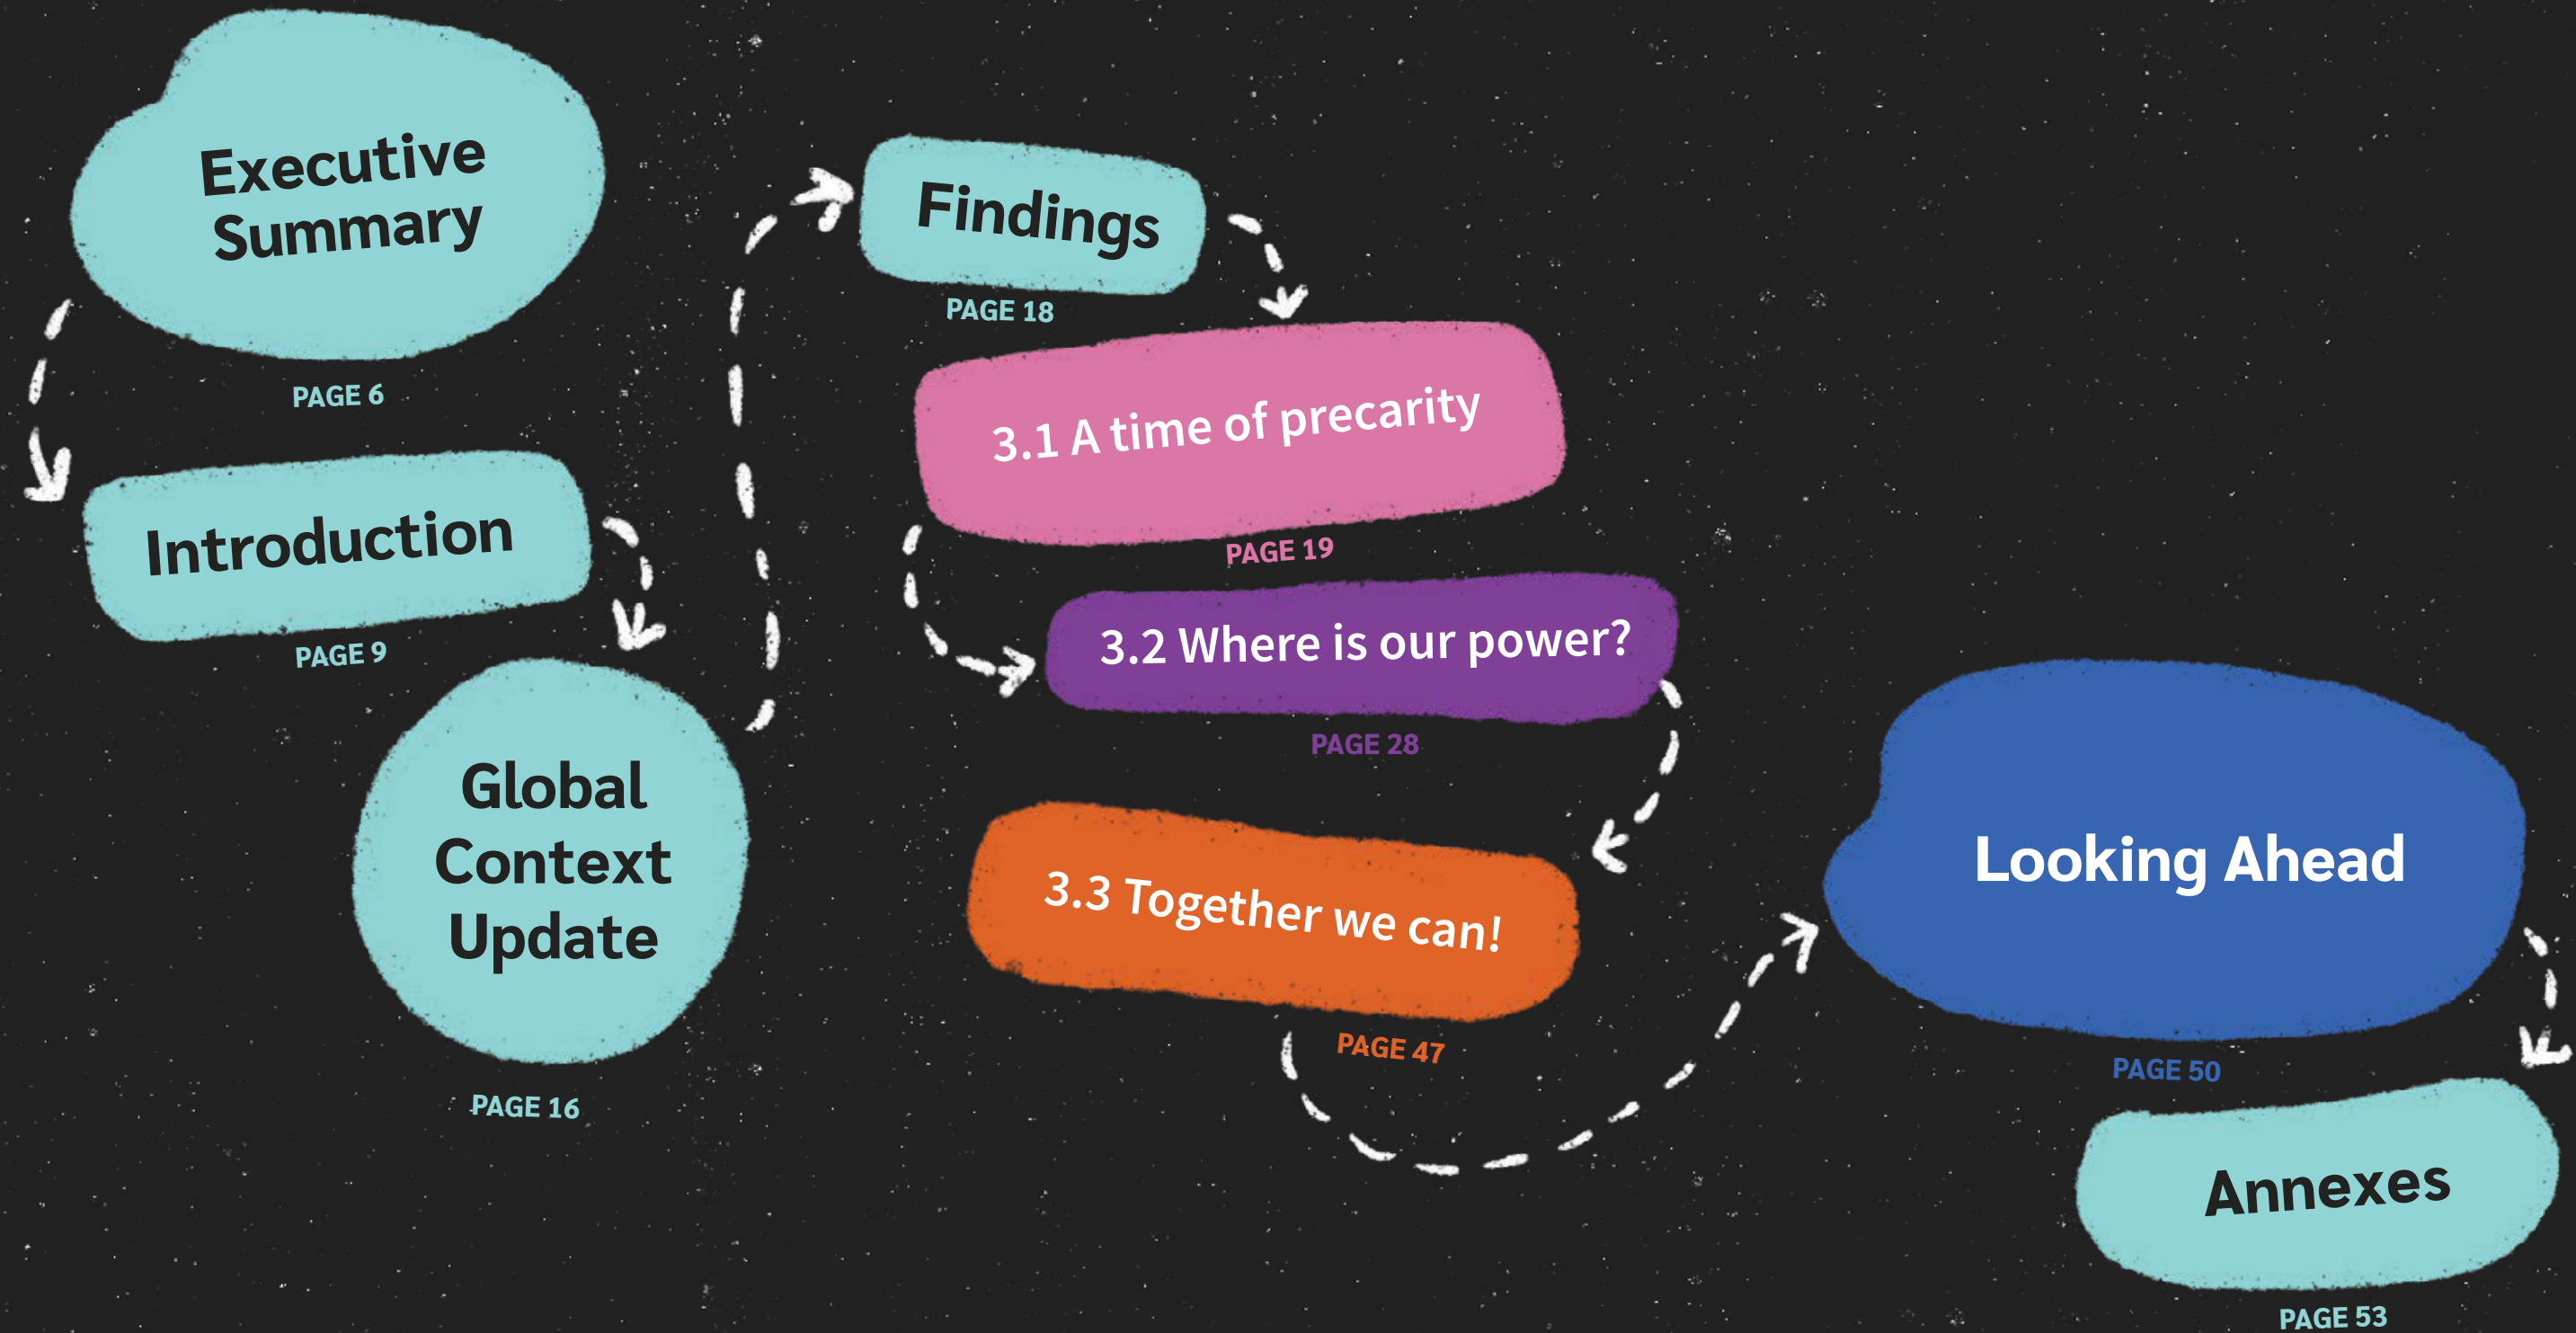 Executive
Summary
PAGE 6
Introduction
PAGE 9
Global
Context
Update
PAGE 16
Findings
PAGE 18
3.1 A time of precarity
PAGE 19
3.2 Where is our power?
PAGE 28
3.3 Together we can!
PAGE 47
Looking Ahead
PAGE 50
Annexes
PAGE 53